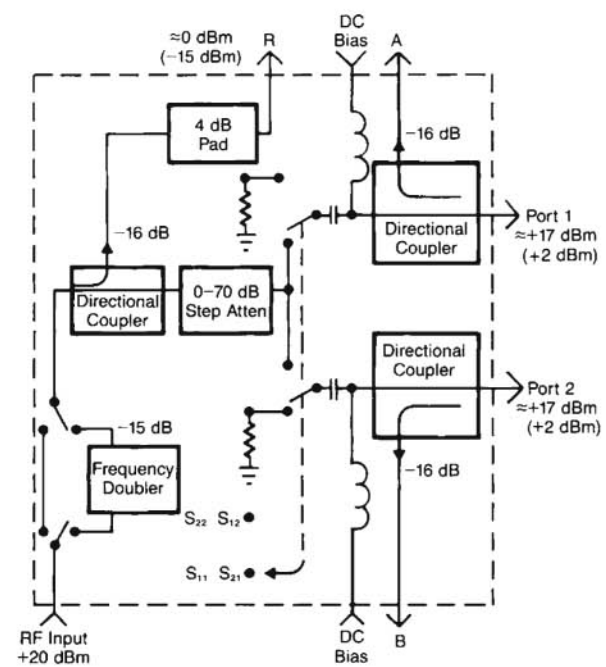 ≈0 dBm
(−15 dBm)
R
DC
Bias
A
4 dB
Pad
−16 dB
−16 dB
Directional
Coupler
Port 1
≈+17 dBm
(+2 dBm)
Directional
Coupler
0–70 dB
Step Atten
Directional
Coupler
Port 2
≈+17 dBm
(+2 dBm)
−15 dB
Frequency
Doubler
−16 dB
S₂₂ S₁₂
S₁₁ S₂₁
RF Input
+20 dBm
DC
Bias
B